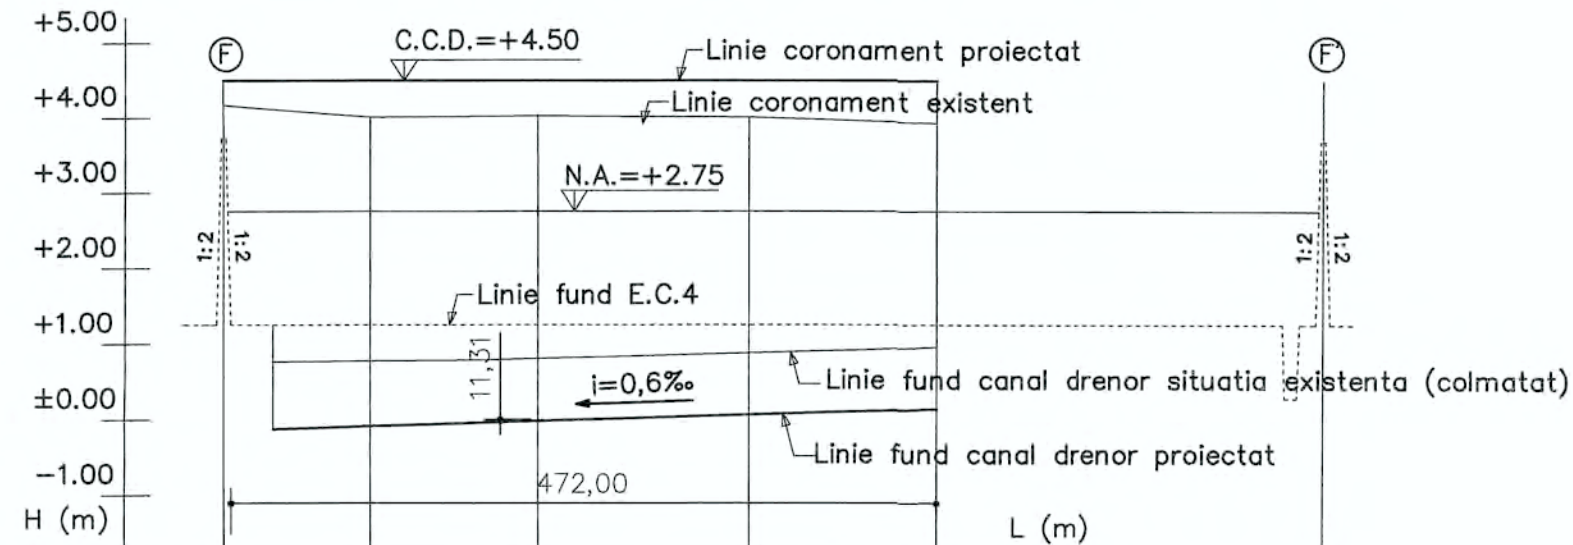 +5.00
F
C.C.D.=+4.50
Linie coronament proiectat
F'
+4.00
Linie coronament existent
+3.00
N.A.=+2.75
+2.00
1:2
1:2
1:2
1:2
Linie fund E.C.4
+1.00
11,31
i=0,6‰
Linie fund canal drenor situatia existenta (colmatat)
±0.00
Linie fund canal drenor proiectat
-1.00
472,00
H (m)
L (m)